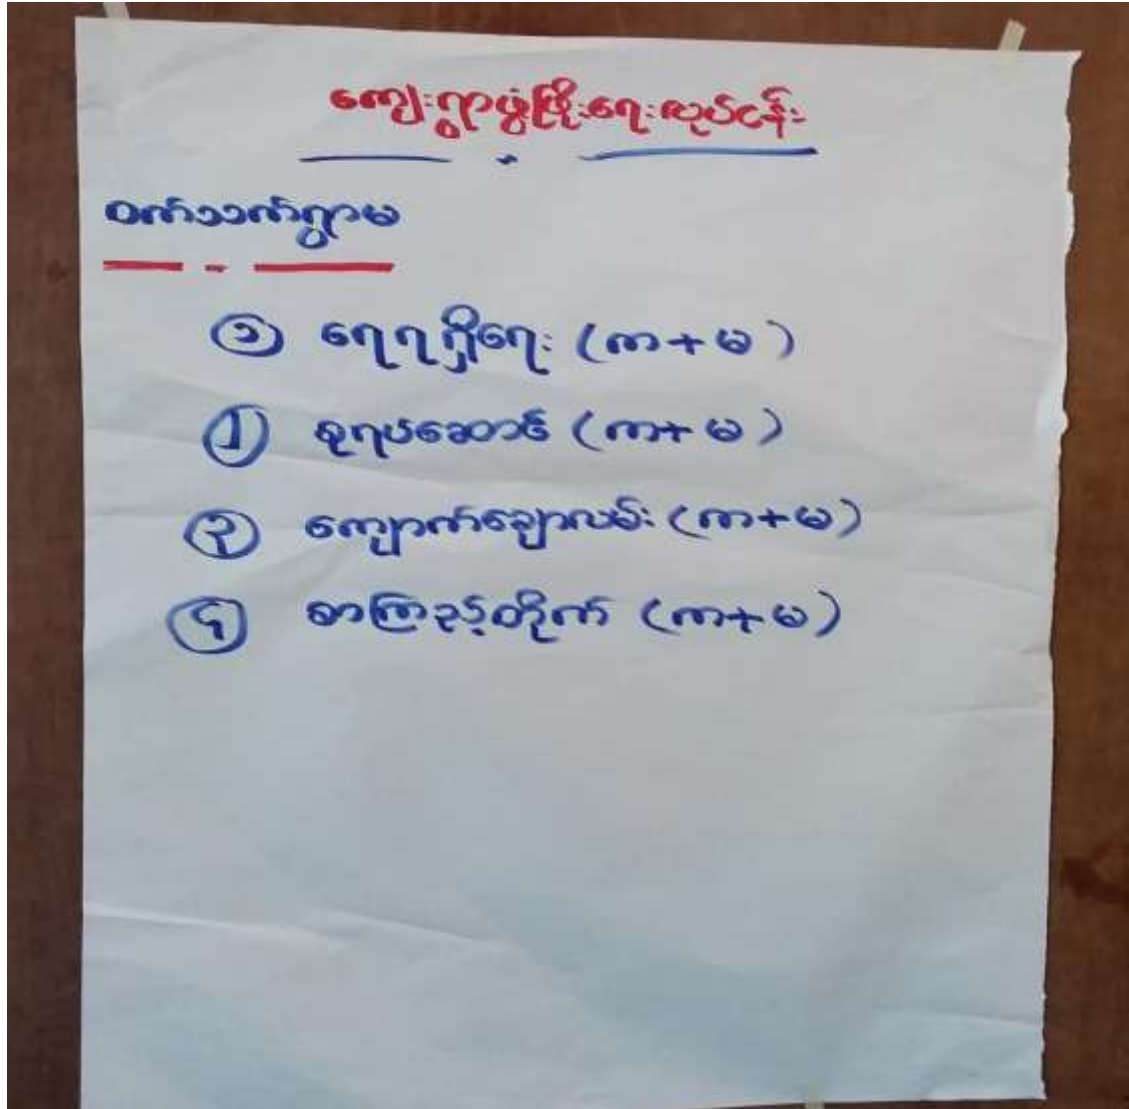 ကျေးရွာဖွံ့ဖြိုးရေးလုပ်ငန်း
ဝက်သက်ရွာမ
၁ ရေရရှိရေး (ကာ+မ)
၂ စုရပ်ဆောင် (ကာ+မ)
၃ ကျောက်ချောလမ်း (ကာ+မ)
၄ စာကြည့်တိုက် (ကာ+မ)